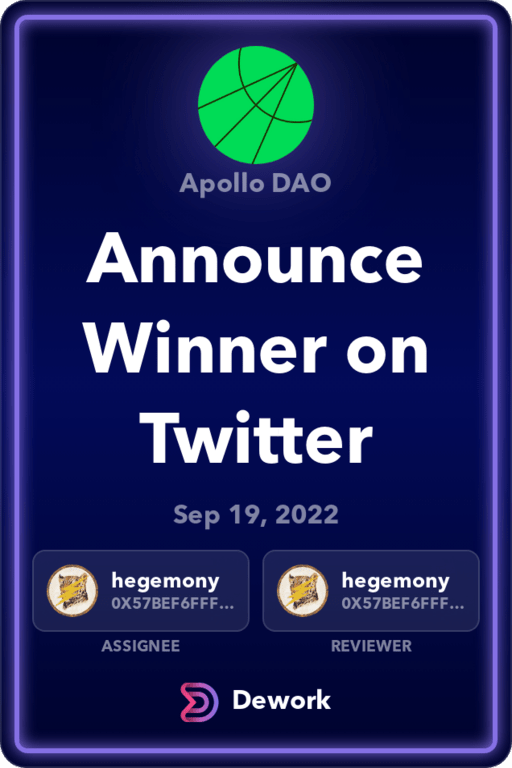 Apollo DAO
Announce
Winner on
Twitter
Sep 19, 2022
hegemony
0X57BEF6FFF...
ASSIGNEE
hegemony
0X57BEF6FFF...
REVIEWER
Dework